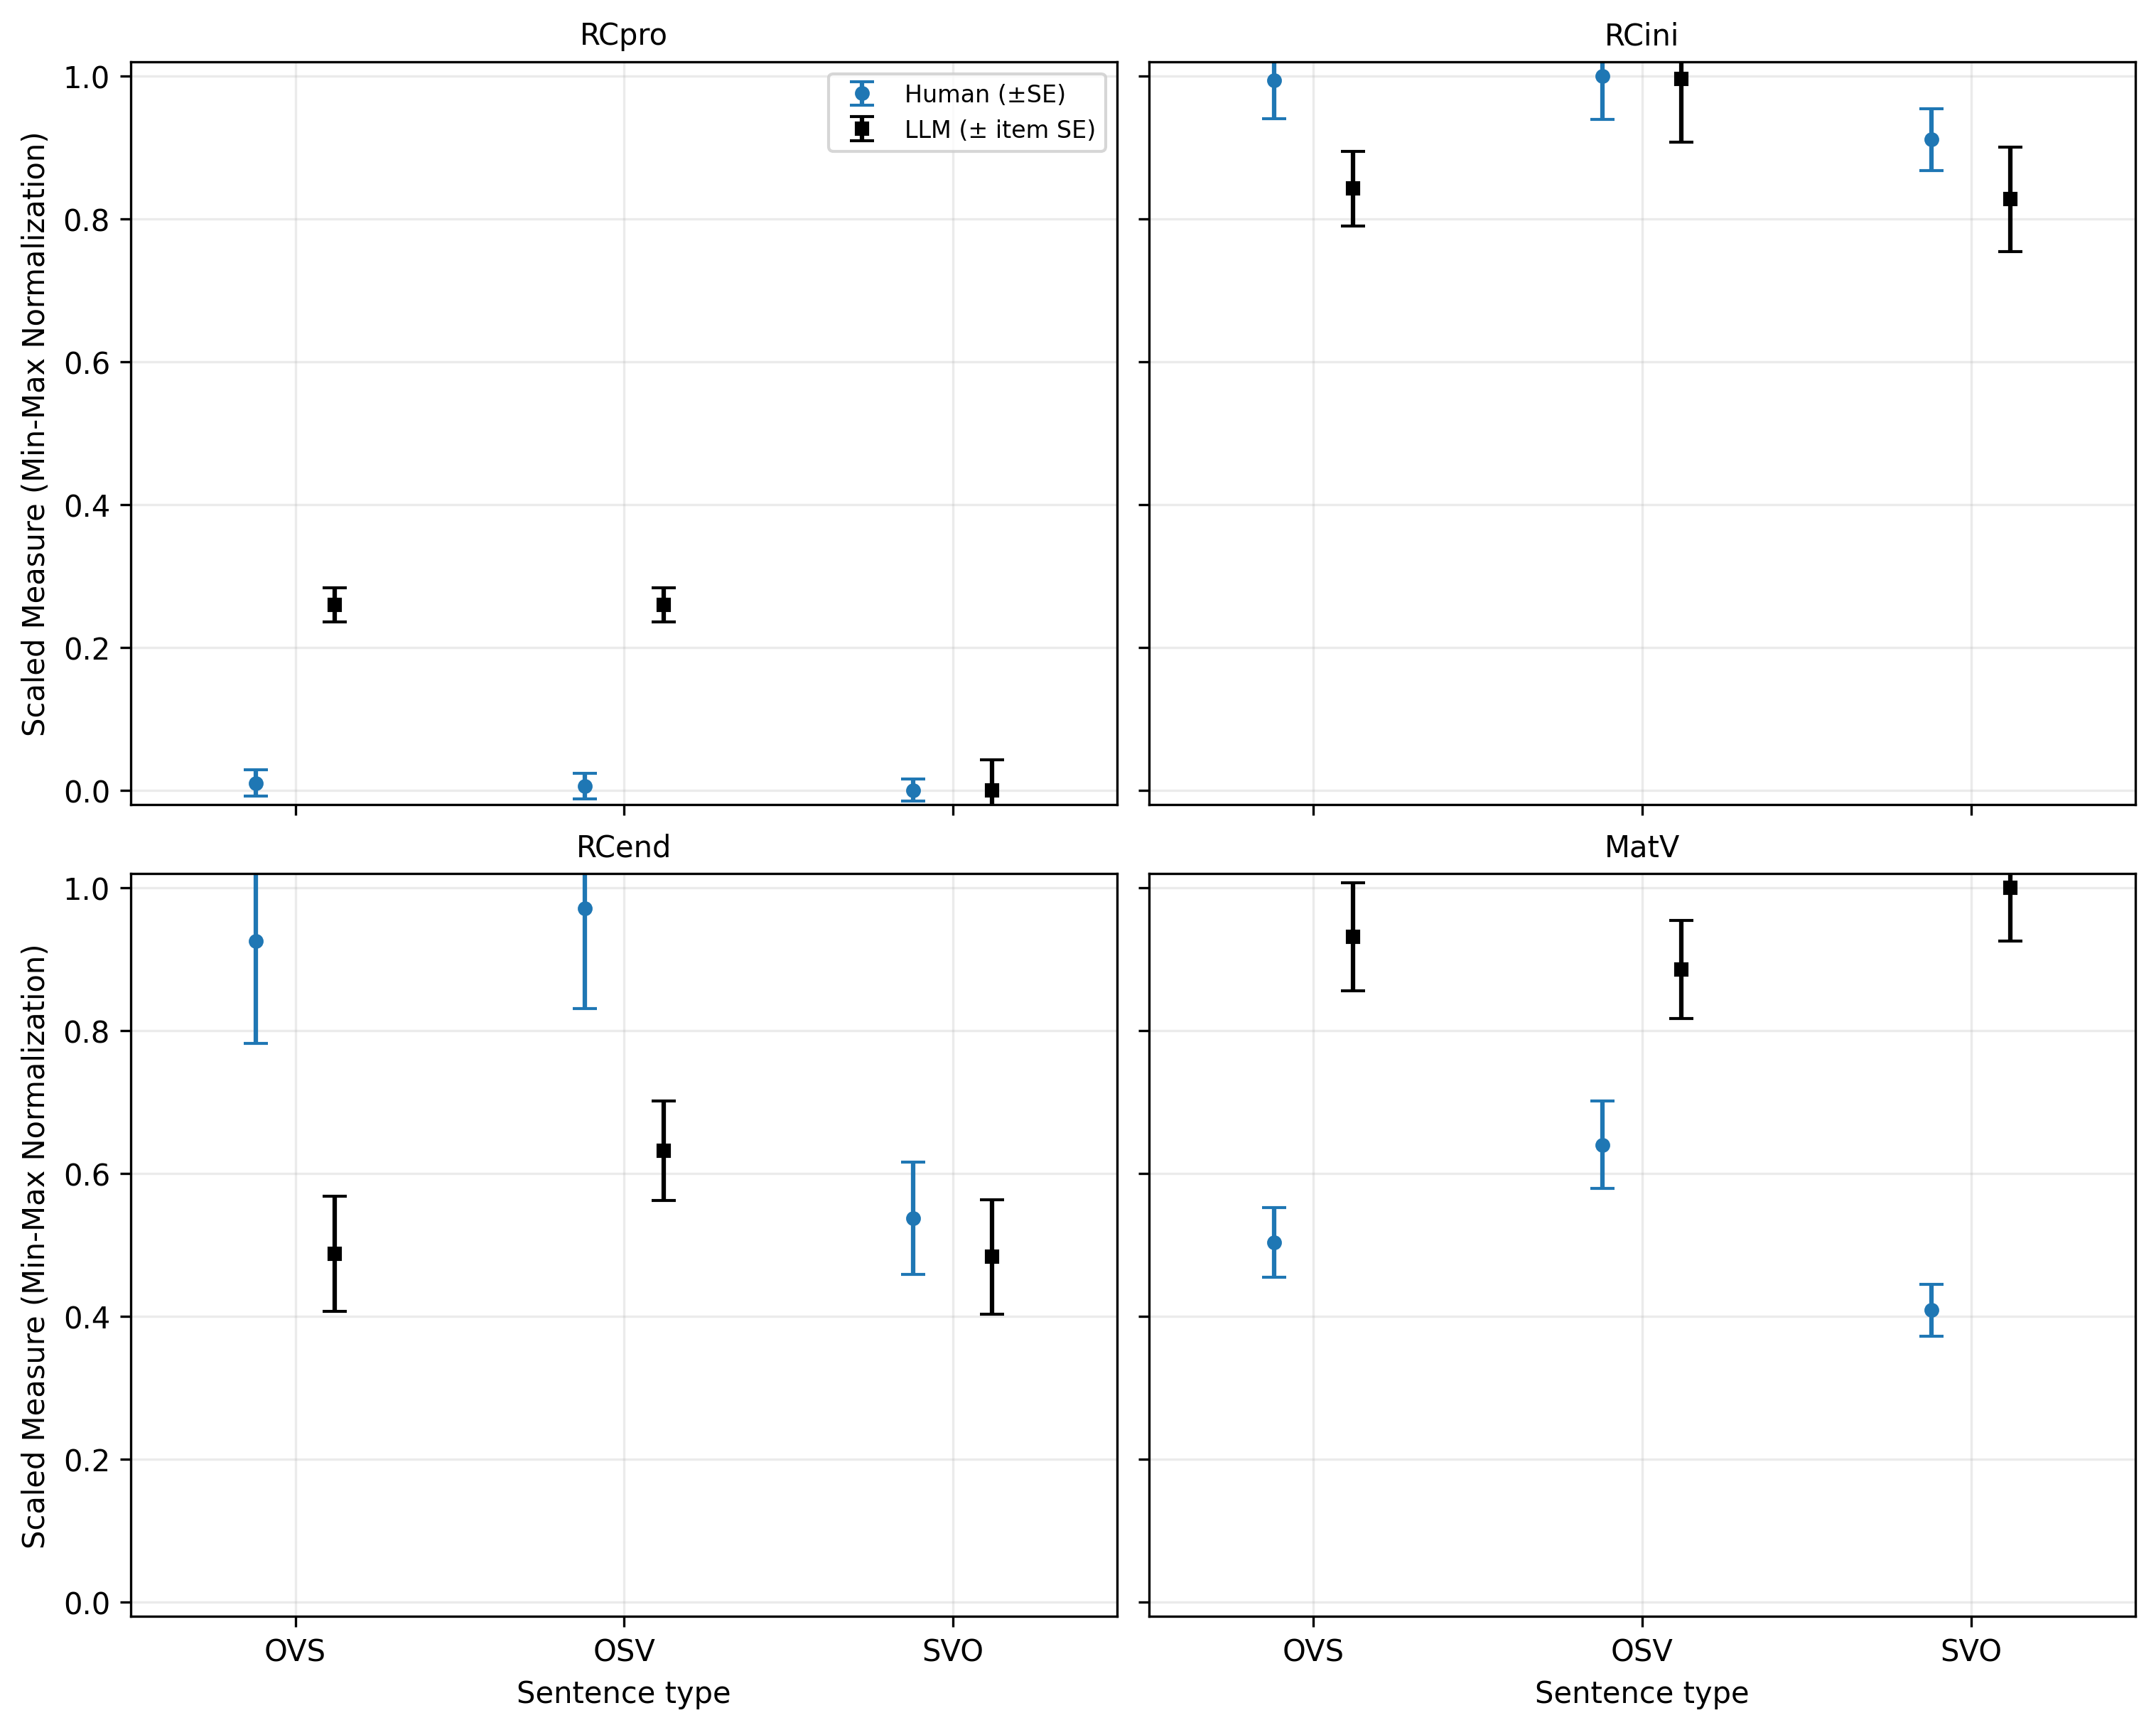 RCpro
RCini
Scaled Measure (Min-Max Normalization)
1.0
0.8
0.6
0.4
0.2
0.0
Human (±SE)
LLM (± item SE)
RCend
MatV
Scaled Measure (Min-Max Normalization)
1.0
0.8
0.6
0.4
0.2
0.0
OVS OSV SVO
Sentence type
OVS OSV SVO
Sentence type